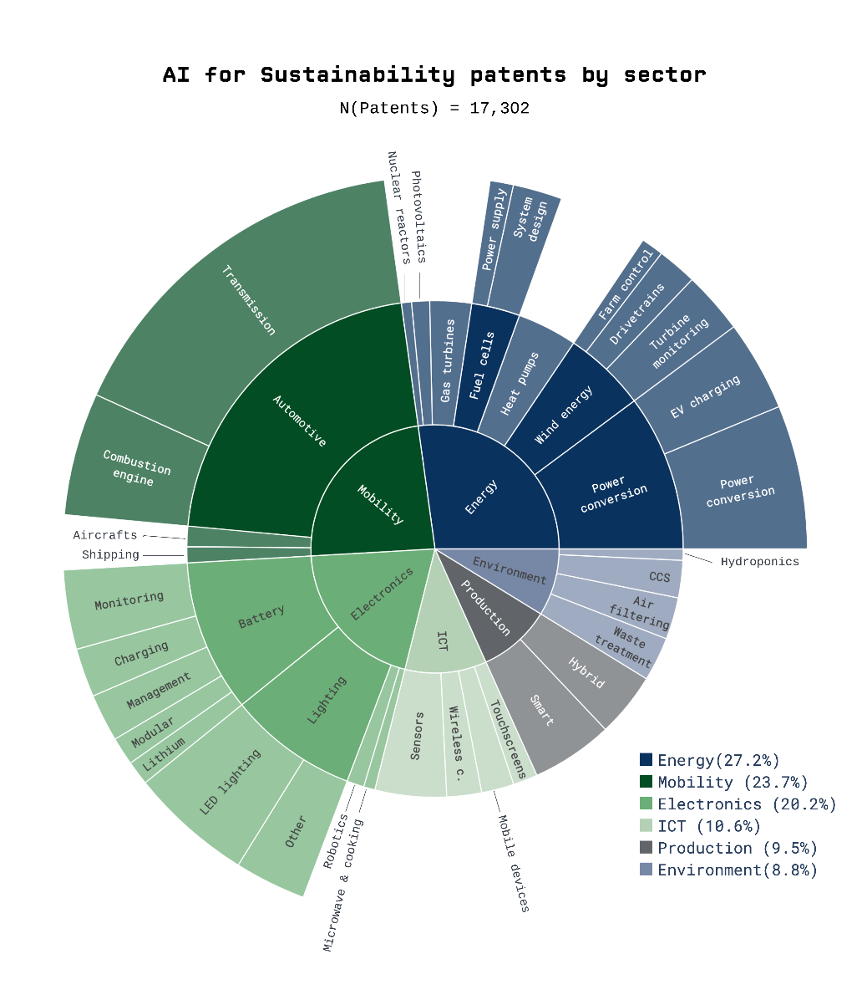 AI for Sustainability patents by sector
N(Patents) = 17,302
Nuclear reactors
Photovoltaics
Gas turbines
Fuel cells
Power supply
System
design
Heat pumps
Wind energy
Farm control
Drivetrains
Turbine
monitoring
Power
conversion
EV charging
Power
conversion
Energy
Transmission
Automotive
Combustion
engine
Mobility
Aircrafts
Shipping
Electronics
Battery
Monitoring
Charging
Management
Modular
Lithium
Lighting
LED lighting
Other
Robotics
Microwave & cooking
ICT
Sensors
Wireless c.
Mobile devices
Touchscreens
Production
Smart
Hybrid
Environment
Hydroponics
CCS
Air
filtering
Waste
treatment
Energy(27.2%)
Mobility (23.7%)
Electronics (20.2%)
ICT (10.6%)
Production (9.5%)
Environment(8.8%)